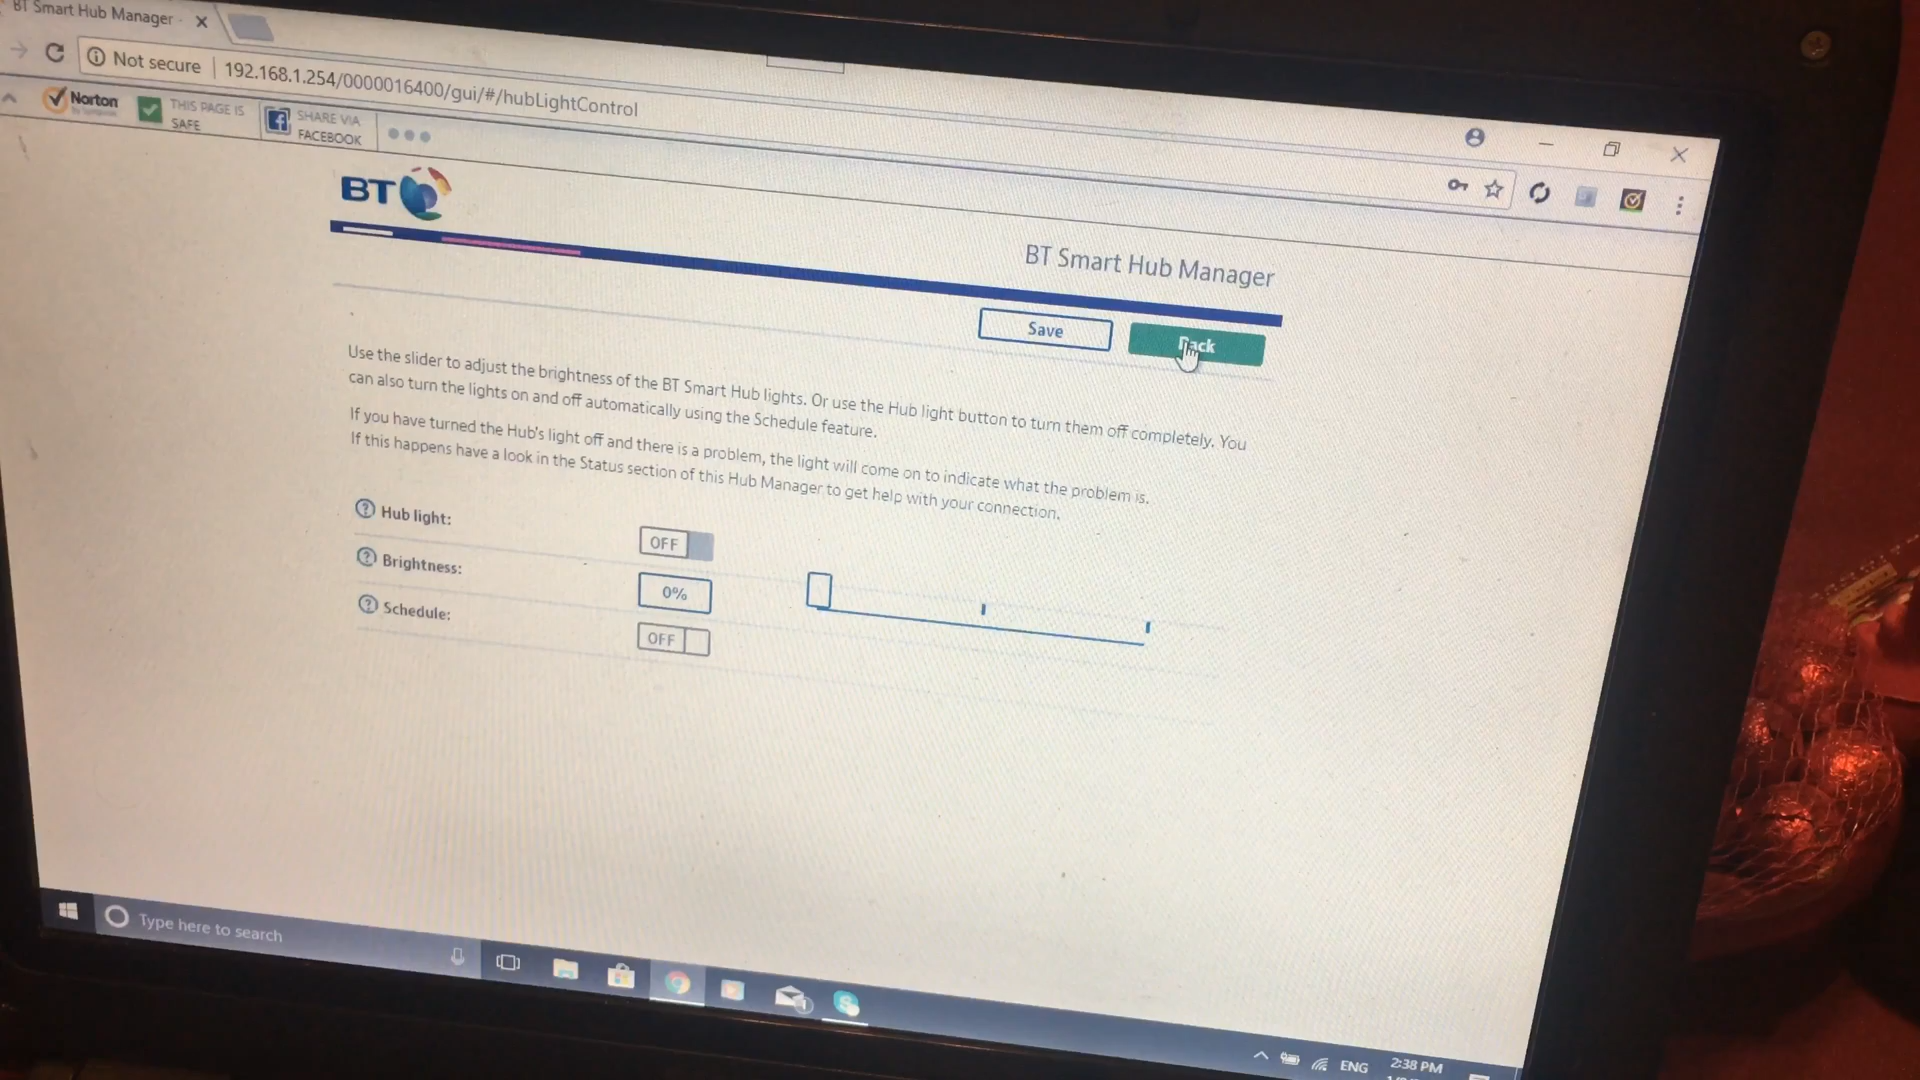 BT Smart Hub Manager
Not secure
192.168.1.254/0000016400/gui/#/hubLightControl
Norton
THIS PAGE IS
SAFE
SHARE VIA
FACEBOOK
BT
BT Smart Hub Manager
Save
Back
Use the slider to adjust the brightness of the BT Smart Hub lights. Or use the Hub light button to turn them off completely. You
can also turn the lights on and off automatically using the Schedule feature.
If you have turned the Hub's light off and there is a problem, the light will come on to indicate what the problem is.
If this happens have a look in the Status section of this Hub Manager to get help with your connection.
Hub light:
OFF
Brightness:
0%
Schedule:
OFF
Type here to search
ENG
2:38 PM